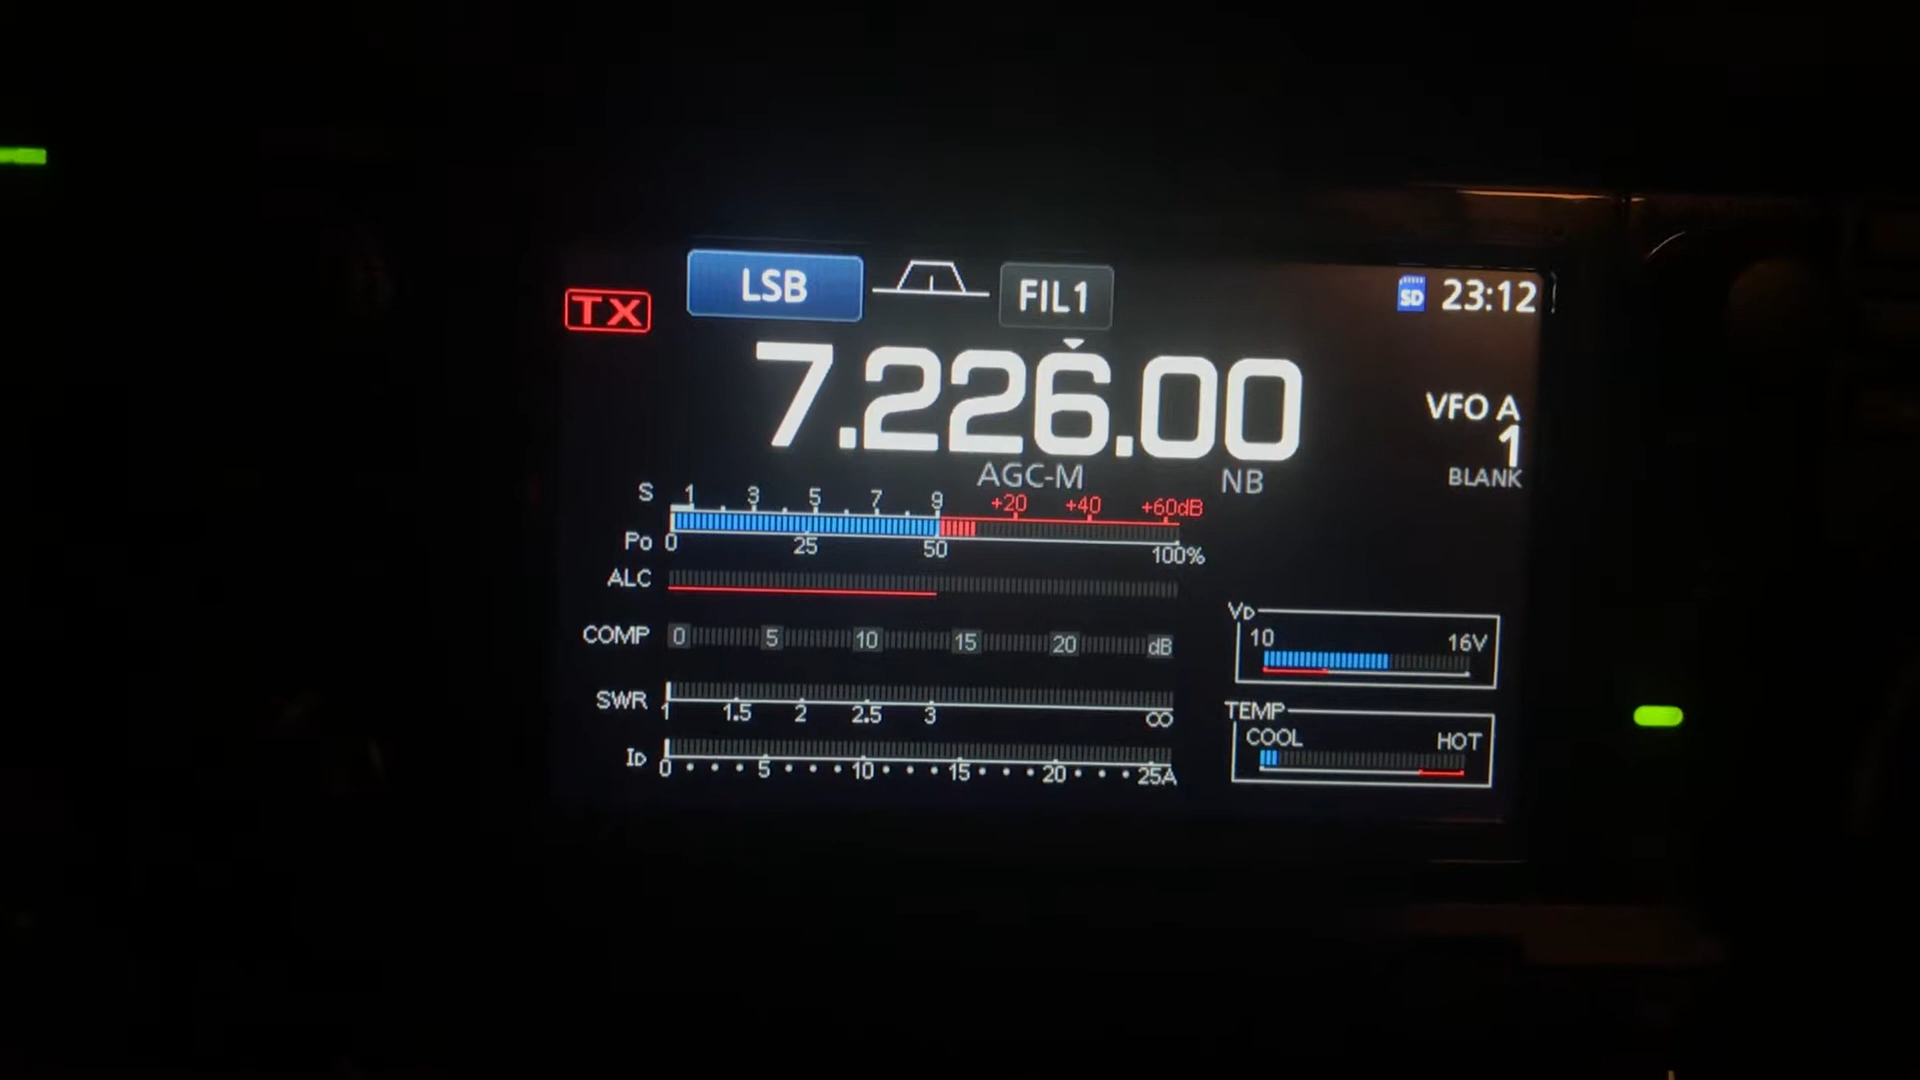 TX LSB FIL1 SD 23:12
7.226.00
VFO A
1
AGC-M NB BLANK
S 1 3 5 7 9 +20 +40 +60dB
Po 0 25 50 100%
ALC
COMP 0 5 10 15 20 dB
SWR 1 1.5 2 2.5 3 ∞
ID 0 5 10 15 20 25A
VD
10 16V
TEMP
COOL HOT